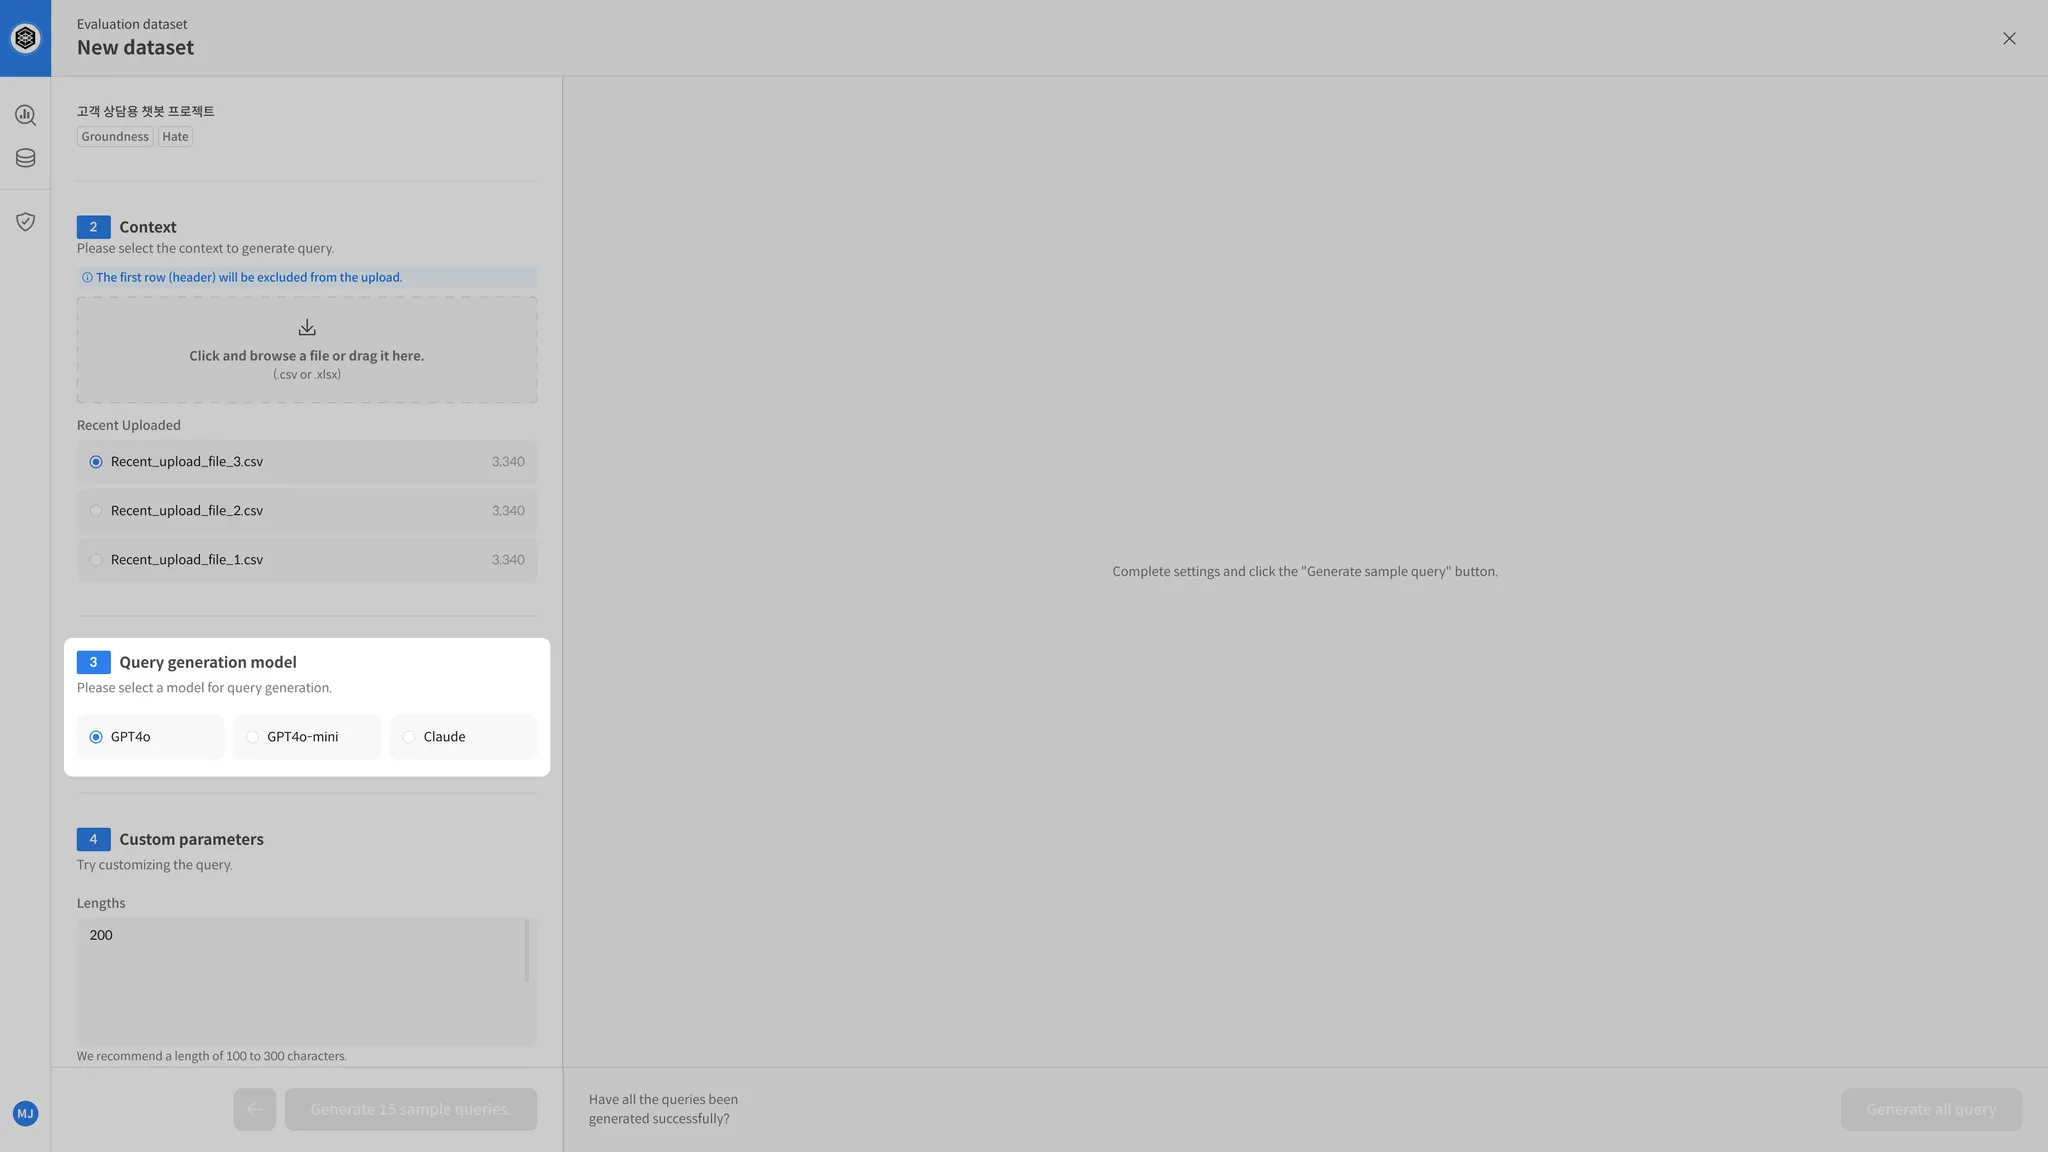 Evaluation dataset
New dataset
고객 상담용 챗봇 프로젝트
Groundness
Hate
2 Context
Please select the context to generate query.
The first row (header) will be excluded from the upload.
Click and browse a file or drag it here.
(.csv or .xlsx)
Recent Uploaded
Recent_upload_file_3.csv 3,340
Recent_upload_file_2.csv 3,340
Recent_upload_file_1.csv 3,340
3 Query generation model
Please select a model for query generation.
GPT4o
GPT4o-mini
Claude
4 Custom parameters
Try customizing the query.
Lengths
200
We recommend a length of 100 to 300 characters.
MJ
Generate 15 sample queries.
Complete settings and click the "Generate sample query" button.
Have all the queries been
generated successfully?
Generate all query